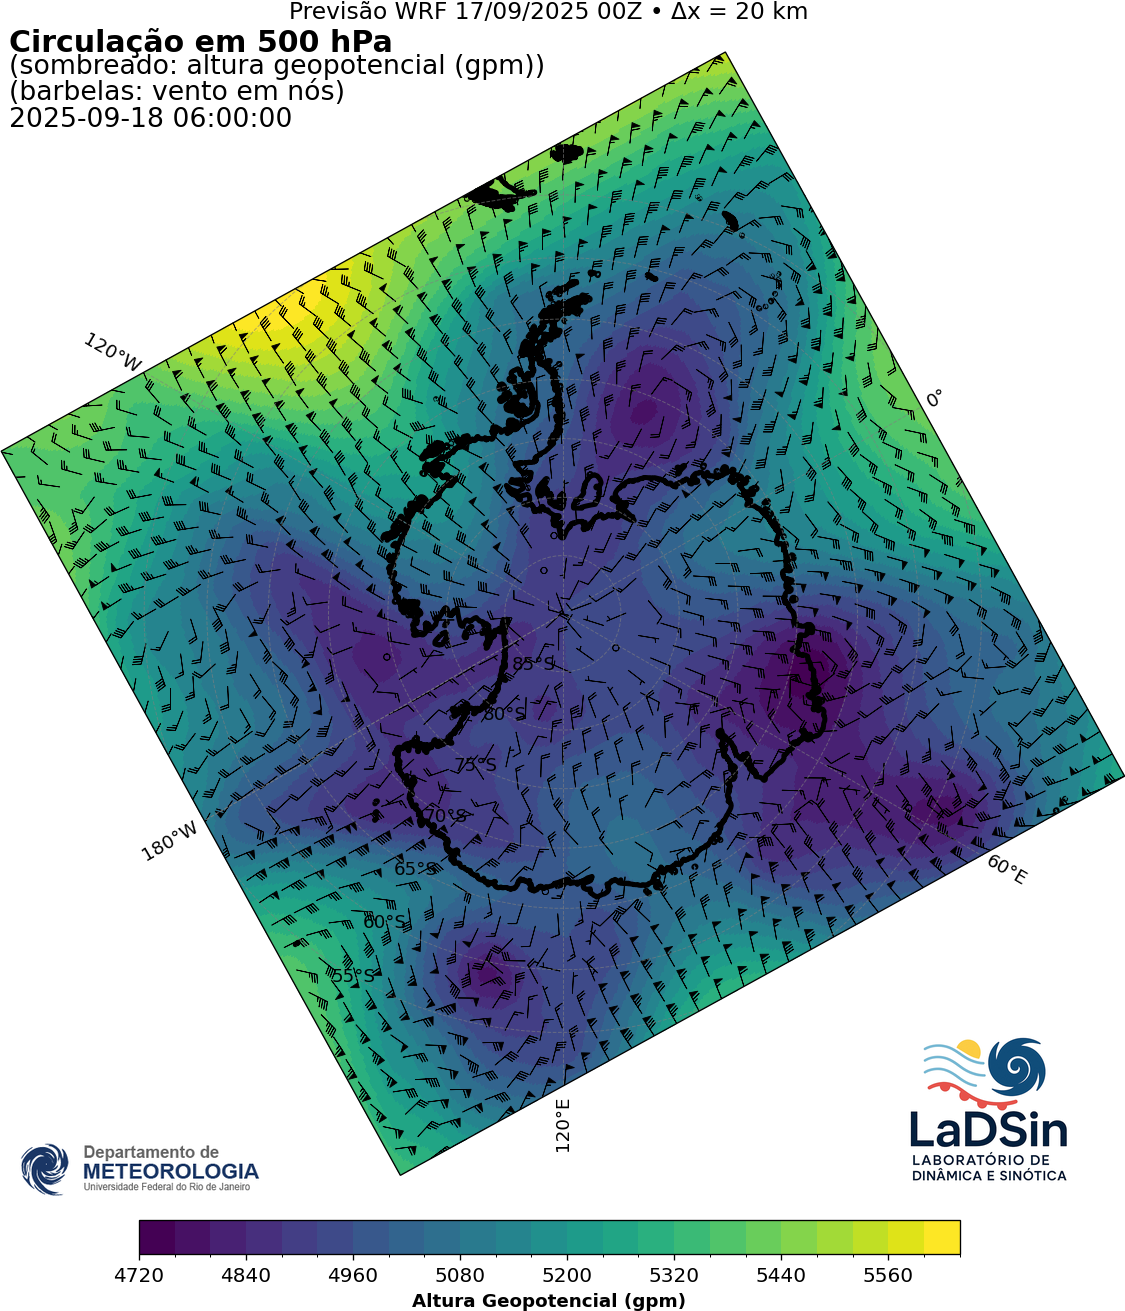 Previsão WRF 17/09/2025 00Z • Δx = 20 km
Circulação em 500 hPa
(sombreado: altura geopotencial (gpm))
(barbelas: vento em nós)
2025-09-18 06:00:00
120°W
0°
85°S
80°S
75°S
70°S
65°S
60°S
55°S
180°W
60°E
120°E
Departamento de
METEOROLOGIA
Universidade Federal do Rio de Janeiro
LaDSin
LABORATÓRIO DE
DINÂMICA E SINÓTICA
4720 4840 4960 5080 5200 5320 5440 5560
Altura Geopotencial (gpm)